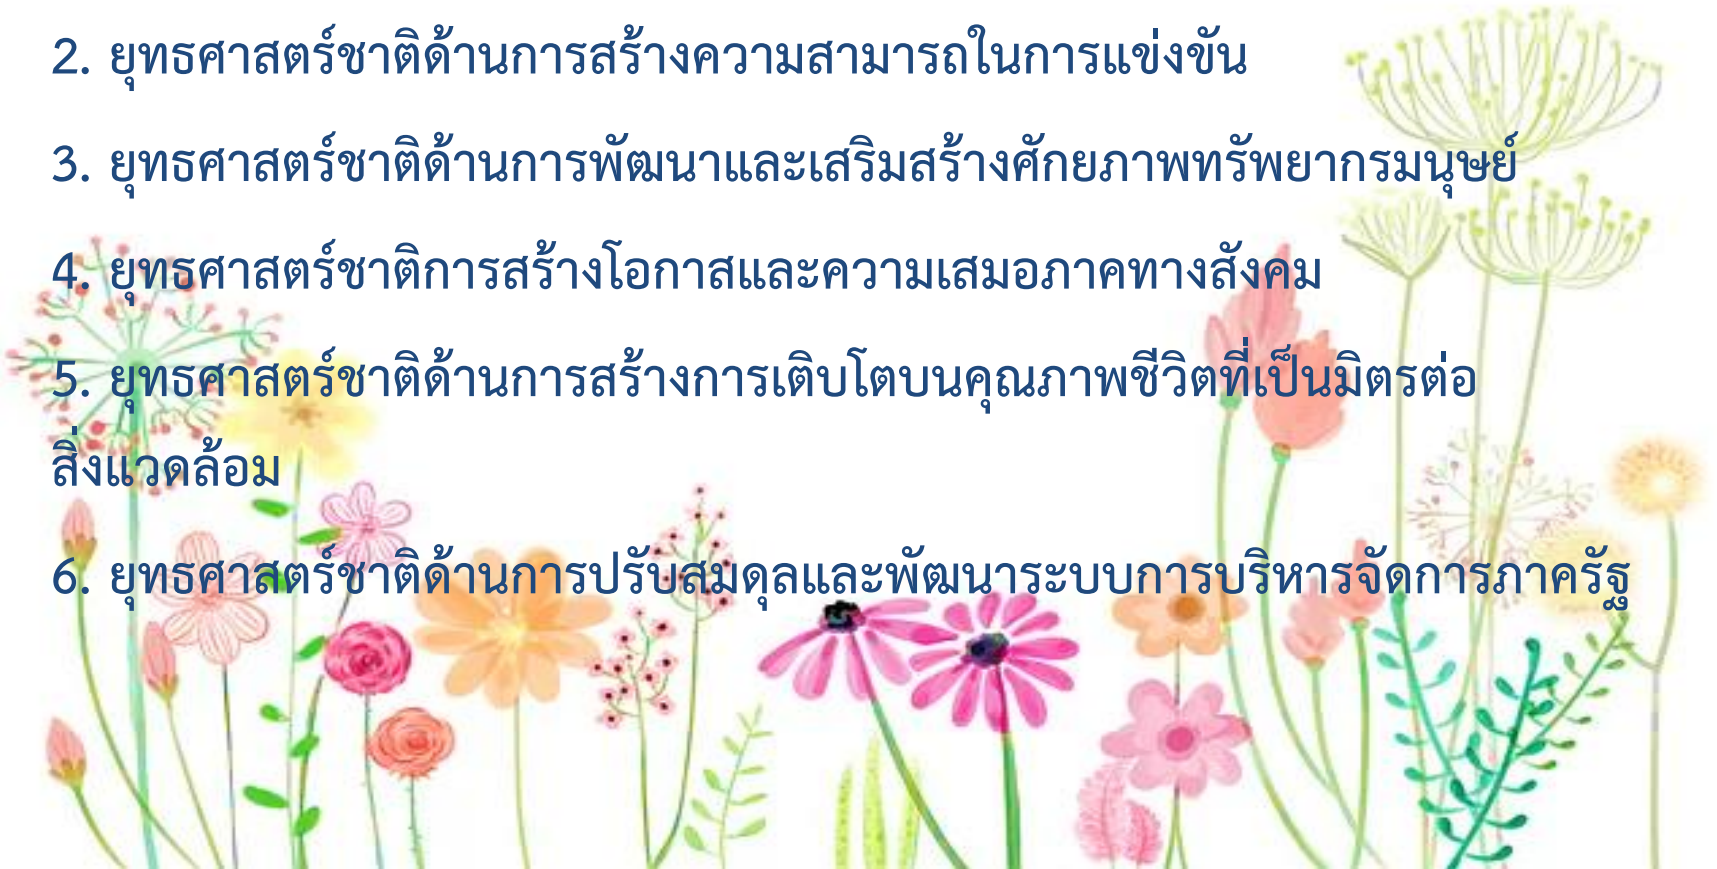 2. ยุทธศาสตร์ชาติด้านการสร้างความสามารถในการแข่งขัน
3. ยุทธศาสตร์ชาติด้านการพัฒนาและเสริมสร้างศักยภาพทรัพยากรมนุษย์
4. ยุทธศาสตร์ชาติการสร้างโอกาสและความเสมอภาคทางสังคม
5. ยุทธศาสตร์ชาติด้านการสร้างการเติบโตบนคุณภาพชีวิตที่เป็นมิตรต่อ
สิ่งแวดล้อม
6. ยุทธศาสตร์ชาติด้านการปรับสมดุลและพัฒนาระบบการบริหารจัดการภาครัฐ